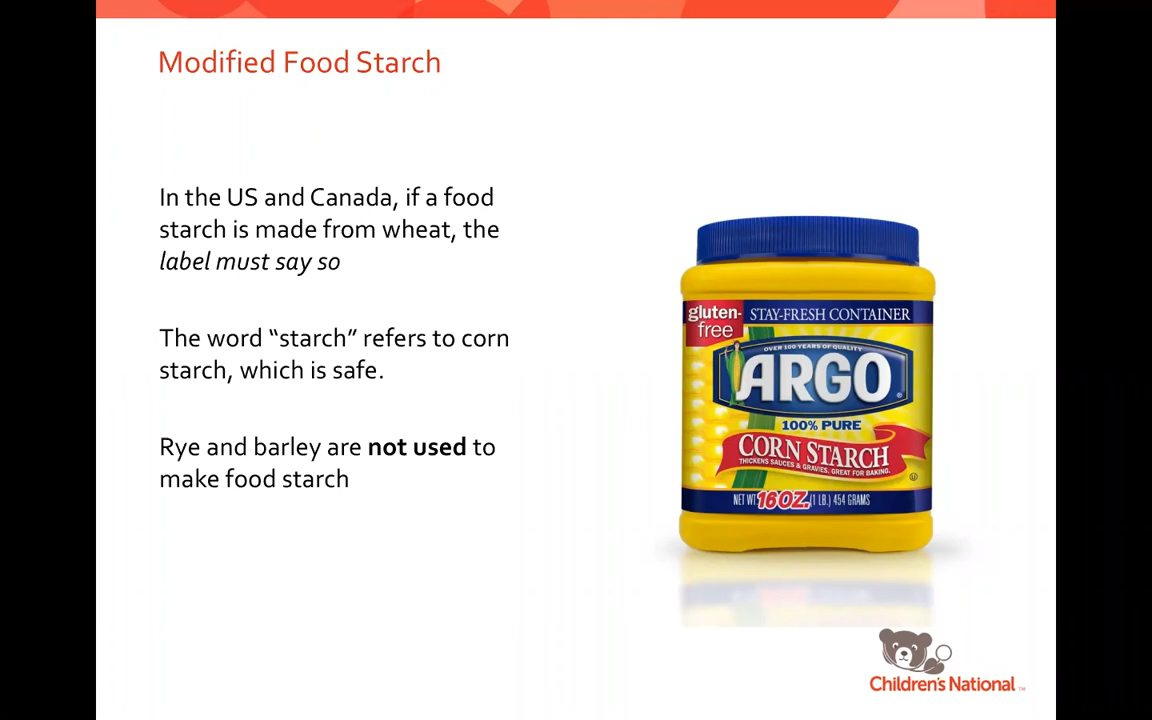 Modified Food Starch
In the US and Canada, if a food
starch is made from wheat, the
label must say so
The word “starch” refers to corn
starch, which is safe.
Rye and barley are not used to
make food starch
gluten-
free
STAY-FRESH CONTAINER
OVER 100 YEARS OF QUALITY
ARGO®
100% PURE
CORN STARCH
THICKENS SAUCES & GRAVIES. GREAT FOR BAKING.
NET WT. 16 OZ. (1 LB.) 454 GRAMS
Children's National ™